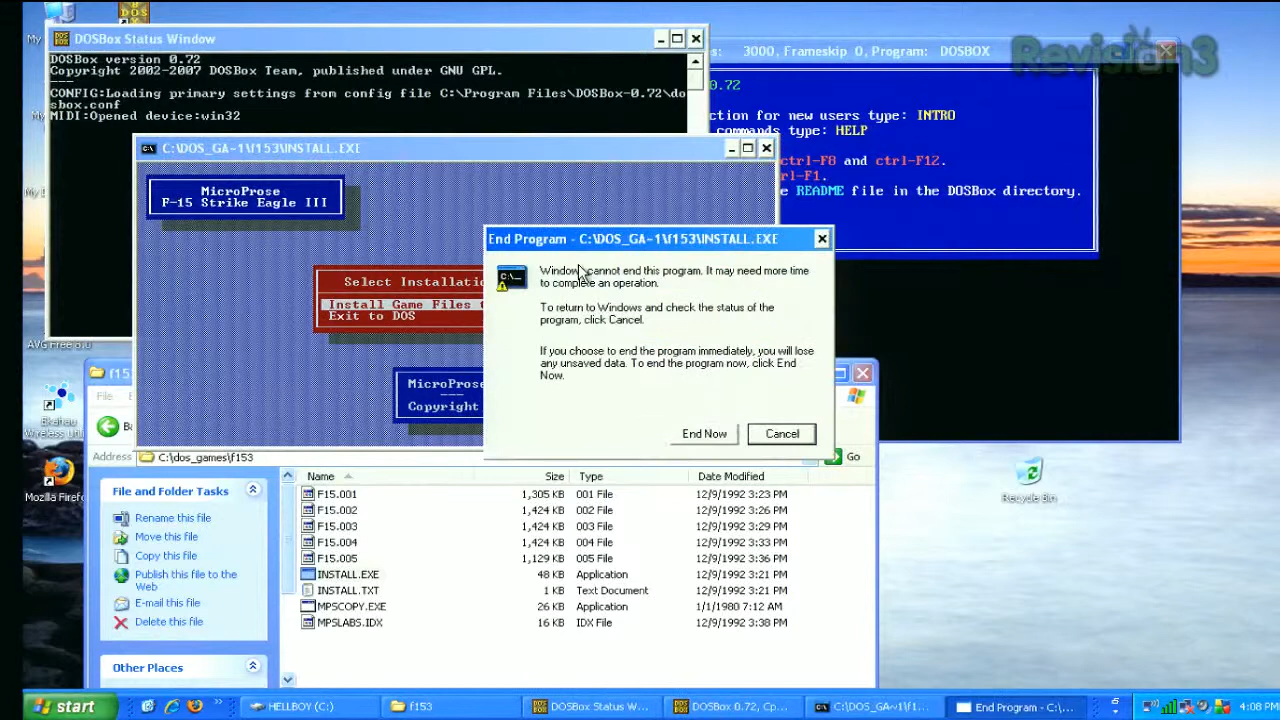 DOS
My
DOSBox Status Window
DOSBox version 0.72
Copyright 2002-2007 DOSBox Team, published under GNU GPL.
---
CONFIG:Loading primary settings from config file C:\Program Files\DOSBox-0.72\do
sbox.conf
MIDI:Opened device:win32
3000, Frameskip 0, Program: DOSBOX
Revision3
0.72
ction for new users type: INTRO
commands type: HELP
ctrl-F8 and ctrl-F12.
ctrl-F1.
e README file in the DOSBox directory.
C:\DOS_GA~1\f153\INSTALL.EXE
MicroProse
F-15 Strike Eagle III
Select Installatio
Install Game Files t
Exit to DOS
MicroProse
---
Copyright
End Program - C:\DOS_GA~1\f153\INSTALL.EXE
Windows cannot end this program. It may need more time
to complete an operation.
To return to Windows and check the status of the
program, click Cancel.
If you choose to end the program immediately, you will lose
any unsaved data. To end the program now, click End
Now.
End Now
Cancel
AVG Free 8.0
Ekahau
Wireless Util
Mozilla Firefo
Recycle Bin
f15
File
Ba
Address C:\dos_games\f153
Go
File and Folder Tasks
Rename this file
Move this file
Copy this file
Publish this file to the
Web
E-mail this file
Delete this file
Other Places
Name Size Type Date Modified
F15.001 1,305 KB 001 File 12/9/1992 3:23 PM
F15.002 1,424 KB 002 File 12/9/1992 3:26 PM
F15.003 1,424 KB 003 File 12/9/1992 3:29 PM
F15.004 1,424 KB 004 File 12/9/1992 3:33 PM
F15.005 1,129 KB 005 File 12/9/1992 3:36 PM
INSTALL.EXE 48 KB Application 12/9/1992 3:21 PM
INSTALL.TXT 1 KB Text Document 12/9/1992 3:21 PM
MPSCOPY.EXE 26 KB Application 1/1/1980 7:12 AM
MPSLABS.IDX 16 KB IDX File 12/9/1992 3:38 PM
start
HELLBOY (C:)
f153
DOSBox Status W...
DOSBox 0.72, Cp...
C:\DOS_GA~1\f1...
End Program - C:\...
4:08 PM